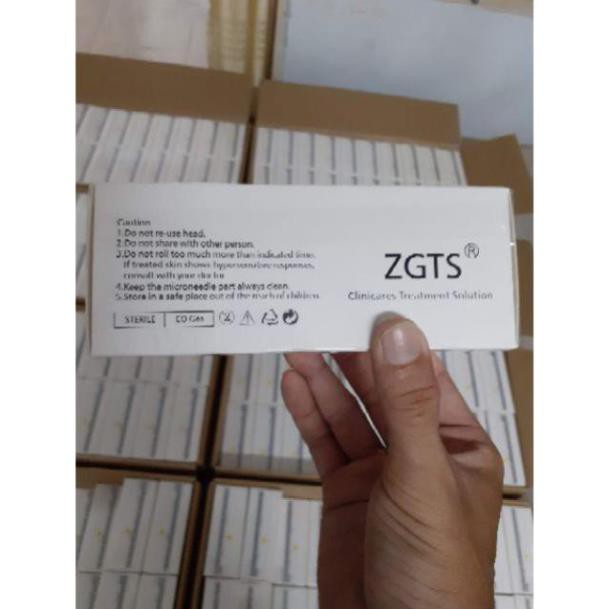 Caution
1.Do not re-use head.
2.Do not share with other person.
3.Do not roll too much more than indicated time.
If treated skin shows hypersensitive responses,
consult with your doctor
4.Keep the microneedle part always clean.
5.Store in a safe place out of the reach of children
STERILE EO Gas
ZGTS®
Clinicares Treatment Solution